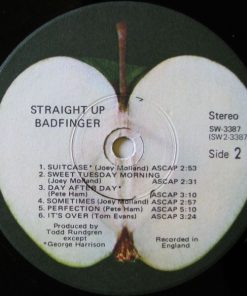 STRAIGHT UP
BADFINGER
Stereo
SW-3387
(SW2-3387)
Side 2
1. SUITCASE* (Joey Molland) ASCAP 2:53
2. SWEET TUESDAY MORNING
(Joey Molland) ASCAP 2:31
3. DAY AFTER DAY*
(Pete Ham) ASCAP 3:10
4. SOMETIMES (Joey Molland) ASCAP 2:55
5. PERFECTION (Pete Ham) ASCAP 5:10
6. IT'S OVER (Tom Evans) ASCAP 3:24
Produced by
Todd Rundgren
except
*George Harrison
Recorded in
England